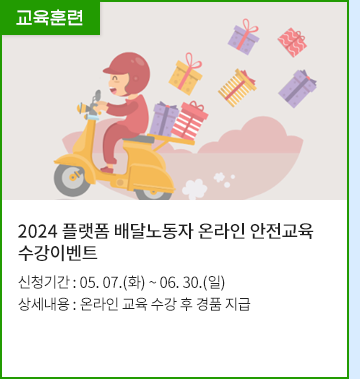 교육훈련
2024 플랫폼 배달노동자 온라인 안전교육
수강이벤트
신청기간 : 05. 07.(화) ~ 06. 30.(일)
상세내용 : 온라인 교육 수강 후 경품 지급